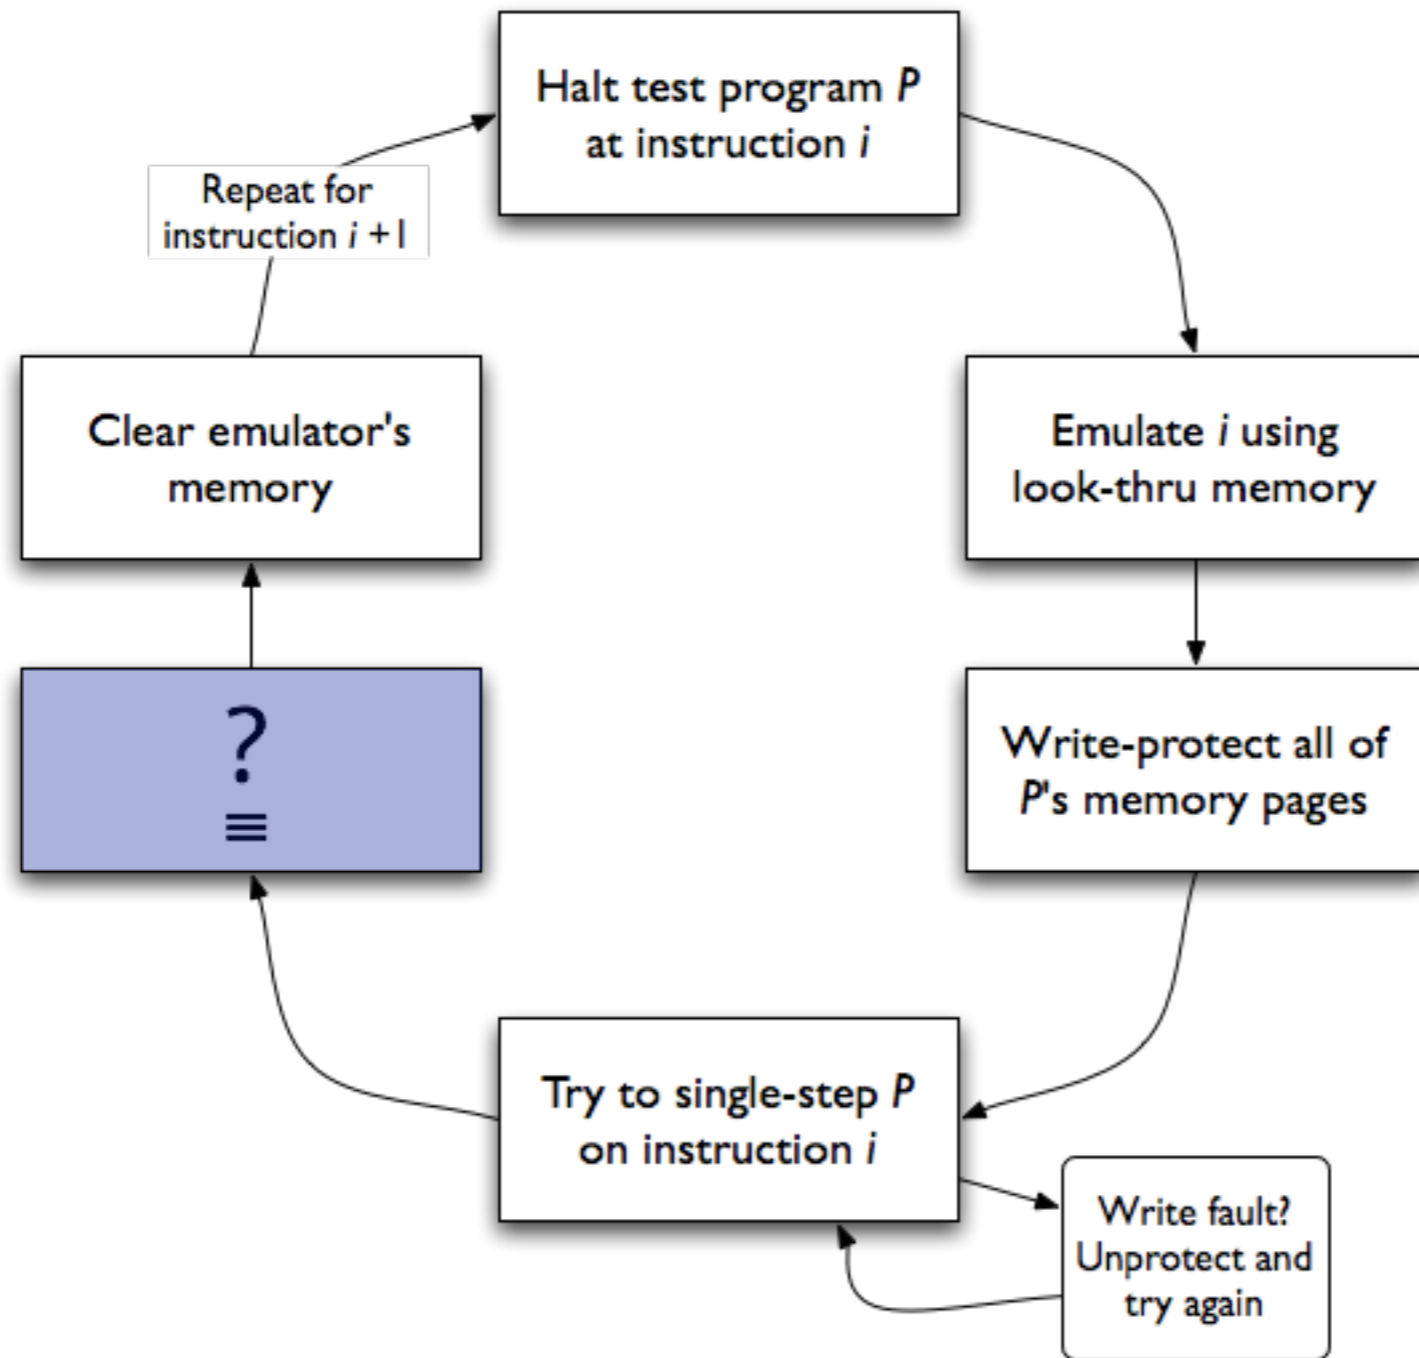 Halt test program P
at instruction i
Repeat for
instruction i +1
Clear emulator's
memory
Emulate i using
look-thru memory
?
≡
Write-protect all of
P's memory pages
Try to single-step P
on instruction i
Write fault?
Unprotect and
try again